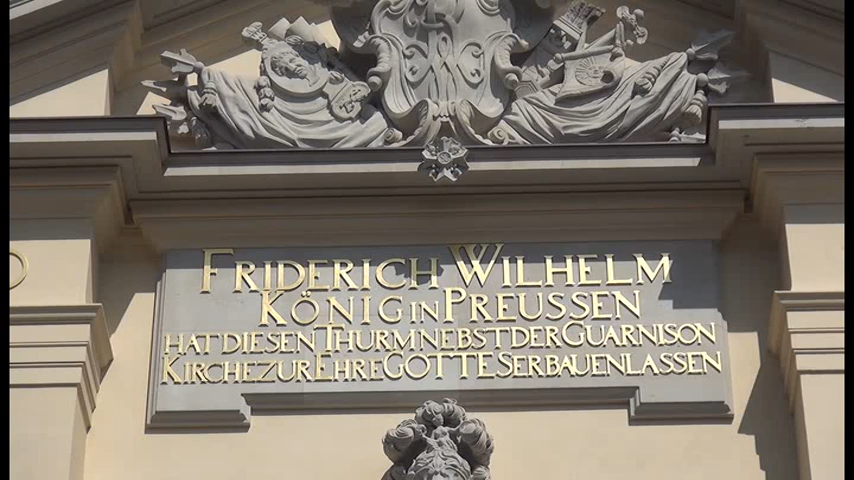 FRIDERICH WILHELM
KÖNIG IN PREUSSEN
HAT DIESEN THURM NEBST DER GUARNISON
KIRCHE ZUR EHRE GOTTES ERBAUEN LASSEN